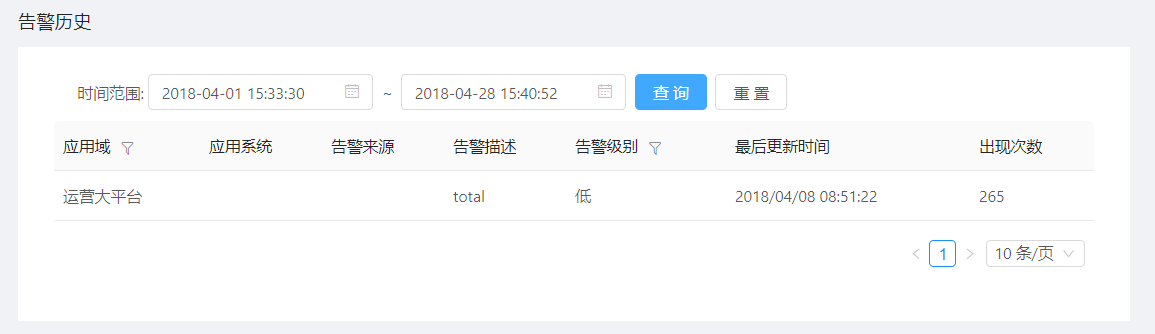 告警历史
时间范围: 2018-04-01 15:33:30 ~ 2018-04-28 15:40:52 查 询 重 置
应用域 应用系统 告警来源 告警描述 告警级别 最后更新时间 出现次数
运营大平台 total 低 2018/04/08 08:51:22 265
1 10 条/页